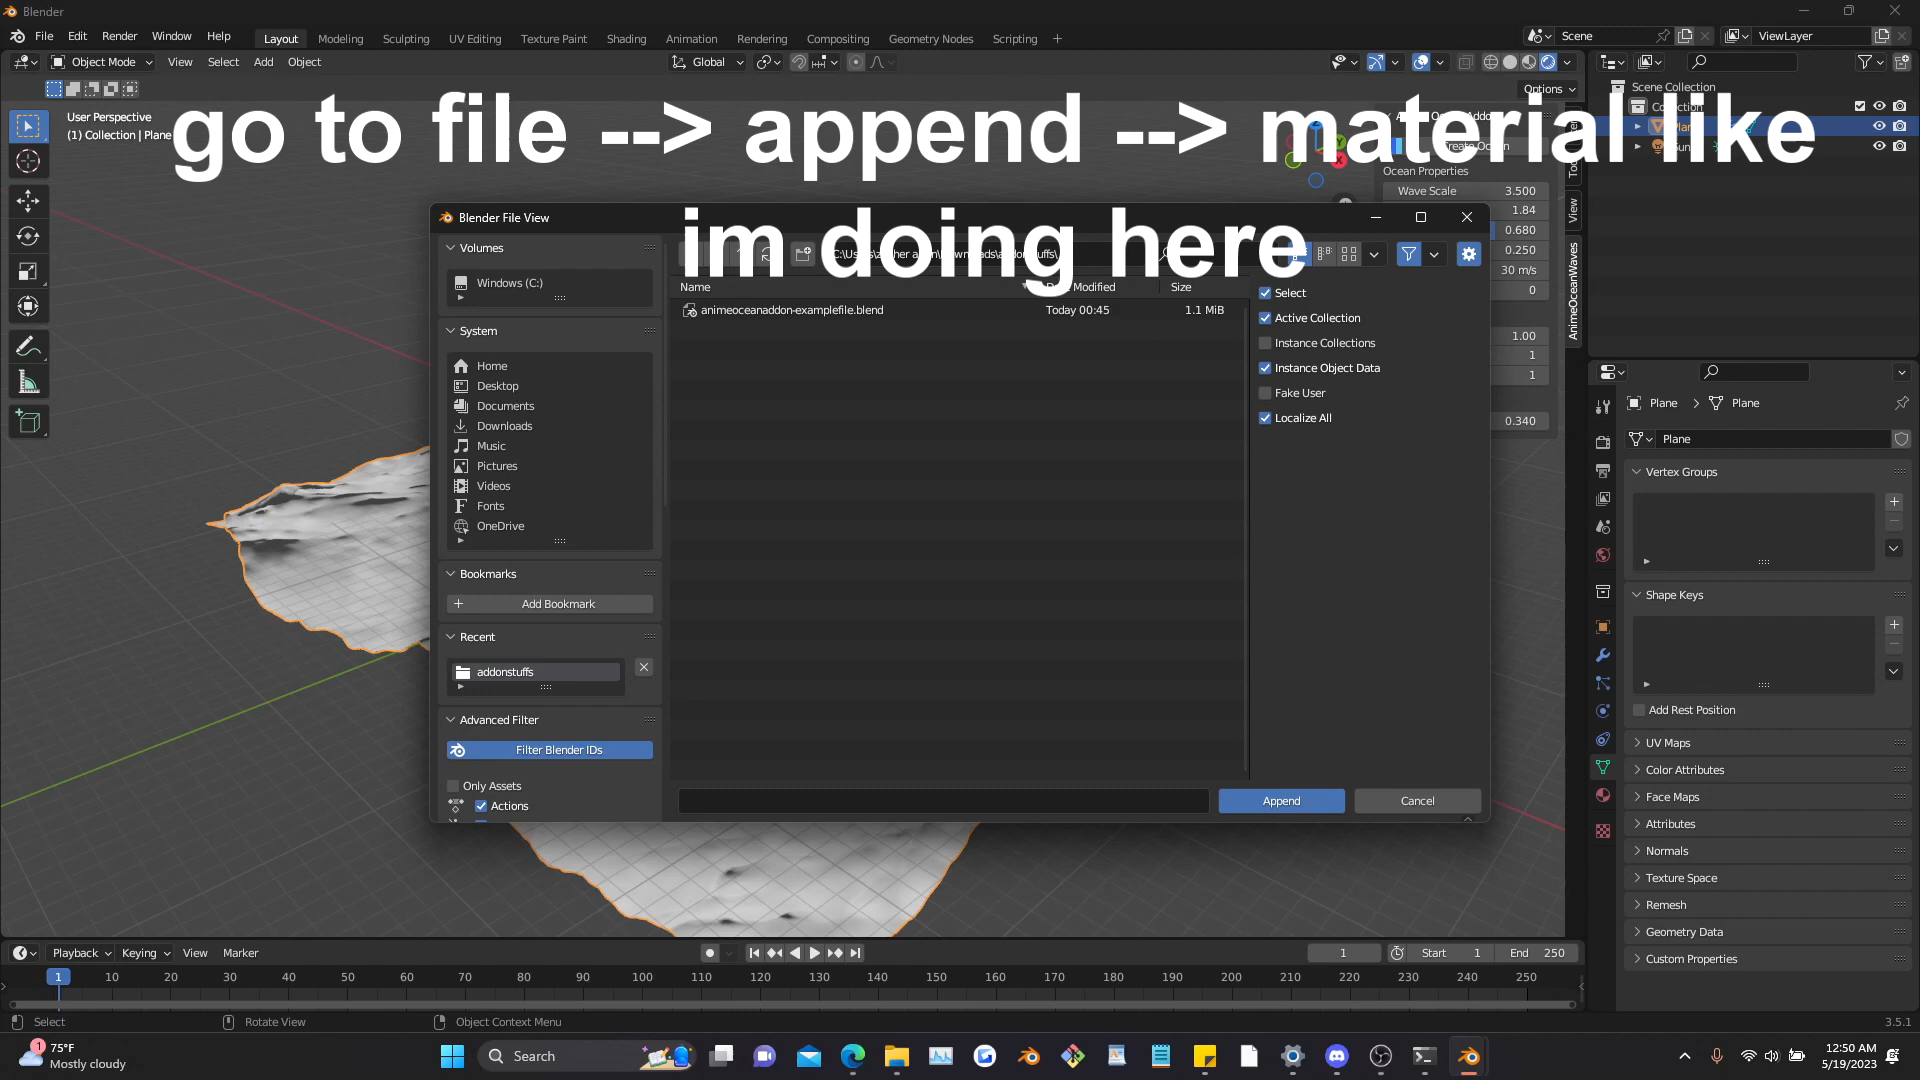 Blender
File Edit Render Window Help Layout Modeling Sculpting UV Editing Texture Paint Shading Animation Rendering Compositing Geometry Nodes Scripting + Scene ViewLayer
Object Mode View Select Add Object Global
Options
User Perspective
(1) Collection | Plane
go to file --> append --> material like
im doing here
Scene Collection
Ocean Properties
Wave Scale 3.500
1.84
0.680
0.250
30 m/s
0
1.00
1
1
0.340
View
AnimeOceanWaves
Blender File View
Volumes
Windows (C:)
System
Home
Desktop
Documents
Downloads
Music
Pictures
Videos
Fonts
OneDrive
Bookmarks
Add Bookmark
Recent
addonstuffs
Advanced Filter
Filter Blender IDs
Only Assets
Actions
Name Modified Size
animeoceanaddon-examplefile.blend Today 00:45 1.1 MiB
Select
Active Collection
Instance Collections
Instance Object Data
Fake User
Localize All
Append Cancel
Plane > Plane
Plane
Vertex Groups
Shape Keys
Add Rest Position
UV Maps
Color Attributes
Face Maps
Attributes
Normals
Texture Space
Remesh
Geometry Data
Custom Properties
Playback Keying View Marker 1 Start 1 End 250
1 10 20 30 40 50 60 70 80 90 100 110 120 130 140 150 160 170 180 190 200 210 220 230 240 250
Select Rotate View Object Context Menu 3.5.1
1 75°F
Mostly cloudy
Search
12:50 AM
5/19/2023